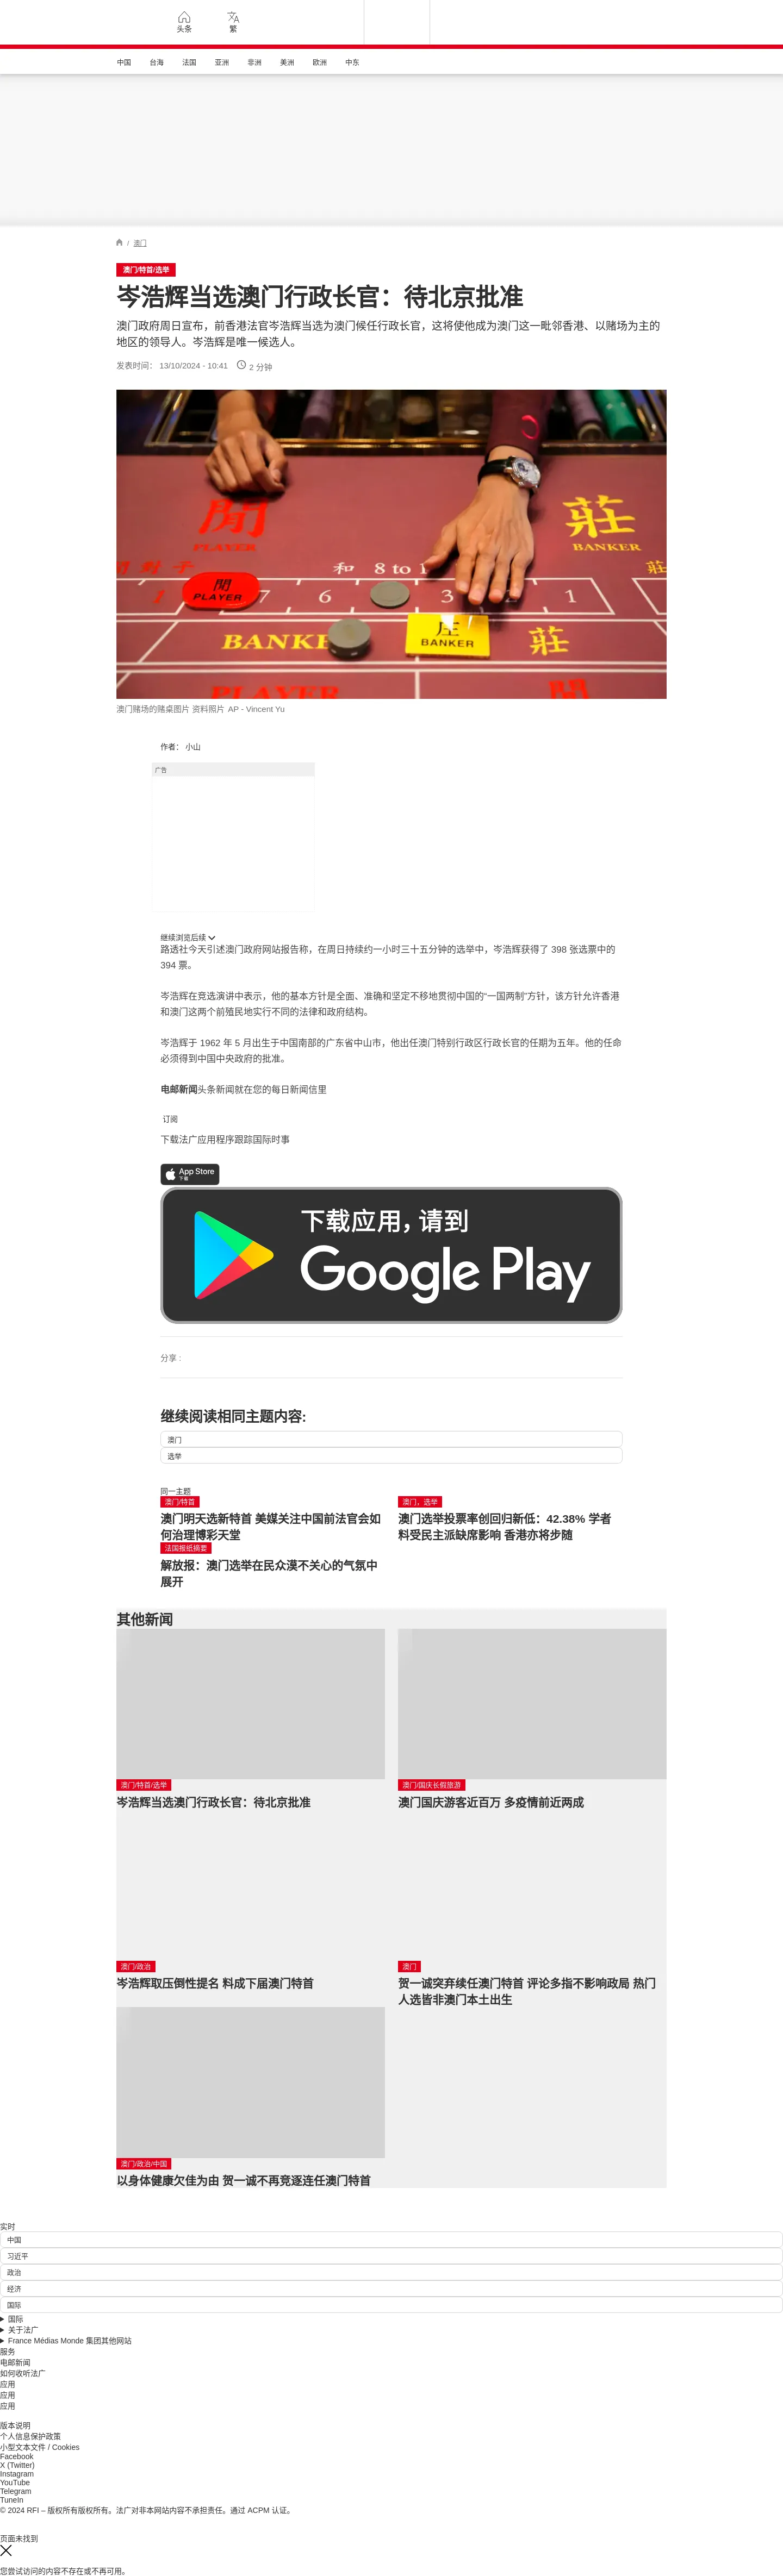 头条
繁
中国 台海 法国 亚洲 非洲 美洲 欧洲 中东
/ 澳门
澳门/特首/选举
岑浩辉当选澳门行政长官：待北京批准
澳门政府周日宣布，前香港法官岑浩辉当选为澳门候任行政长官，这将使他成为澳门这一毗邻香港、以赌场为主的
地区的领导人。岑浩辉是唯一候选人。
发表时间： 13/10/2024 - 10:41 2 分钟
閒
莊
PLAYER
BANKER
和 8 to 1
閒
PLAYER
7
6
5
3
1
庄
BANKER
BANKER
BANKER
PLAYER
澳门赌场的赌桌图片 资料照片 AP - Vincent Yu
作者： 小山
广告
继续浏览后续
路透社今天引述澳门政府网站报告称，在周日持续约一小时三十五分钟的选举中，岑浩辉获得了 398 张选票中的
394 票。
岑浩辉在竞选演讲中表示，他的基本方针是全面、准确和坚定不移地贯彻中国的“一国两制”方针，该方针允许香港
和澳门这两个前殖民地实行不同的法律和政府结构。
岑浩辉于 1962 年 5 月出生于中国南部的广东省中山市，他出任澳门特别行政区行政长官的任期为五年。他的任命
必须得到中国中央政府的批准。
电邮新闻头条新闻就在您的每日新闻信里
订阅
下载法广应用程序跟踪国际时事
App Store
下载
下载应用，请到
Google Play
分享 :
继续阅读相同主题内容:
澳门
选举
同一主题
澳门/特首
澳门明天选新特首 美媒关注中国前法官会如
何治理博彩天堂
澳门，选举
澳门选举投票率创回归新低：42.38% 学者
料受民主派缺席影响 香港亦将步随
法国报纸摘要
解放报：澳门选举在民众漠不关心的气氛中
展开
其他新闻
澳门/特首/选举
岑浩辉当选澳门行政长官：待北京批准
澳门/国庆长假旅游
澳门国庆游客近百万 多疫情前近两成
澳门/政治
岑浩辉取压倒性提名 料成下届澳门特首
澳门
贺一诚突弃续任澳门特首 评论多指不影响政局 热门
人选皆非澳门本土出生
澳门/政治/中国
以身体健康欠佳为由 贺一诚不再竞逐连任澳门特首
实时
中国
习近平
政治
经济
国际
国际
关于法广
France Médias Monde 集团其他网站
服务
电邮新闻
如何收听法广
应用
应用
应用
版本说明
个人信息保护政策
小型文本文件 / Cookies
Facebook
X (Twitter)
Instagram
YouTube
Telegram
TuneIn
© 2024 RFI – 版权所有版权所有。法广对非本网站内容不承担责任。通过 ACPM 认证。
页面未找到
您尝试访问的内容不存在或不再可用。